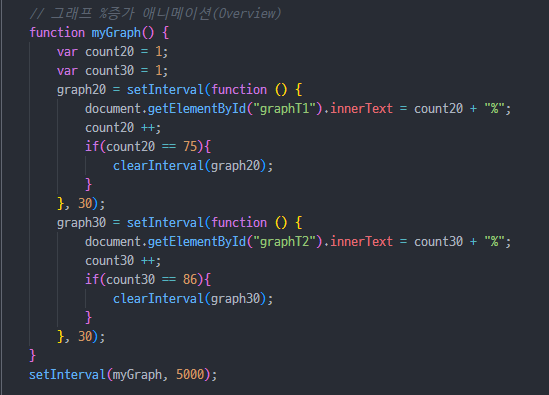 // 그래프 %증가 애니메이션(Overview)
function myGraph() {
    var count20 = 1;
    var count30 = 1;
    graph20 = setInterval(function () {
        document.getElementById("graphT1").innerText = count20 + "%";
        count20 ++;
        if(count20 == 75){
            clearInterval(graph20);
        }
    }, 30);
    graph30 = setInterval(function () {
        document.getElementById("graphT2").innerText = count30 + "%";
        count30 ++;
        if(count30 == 86){
            clearInterval(graph30);
        }
    }, 30);
}
setInterval(myGraph, 5000);